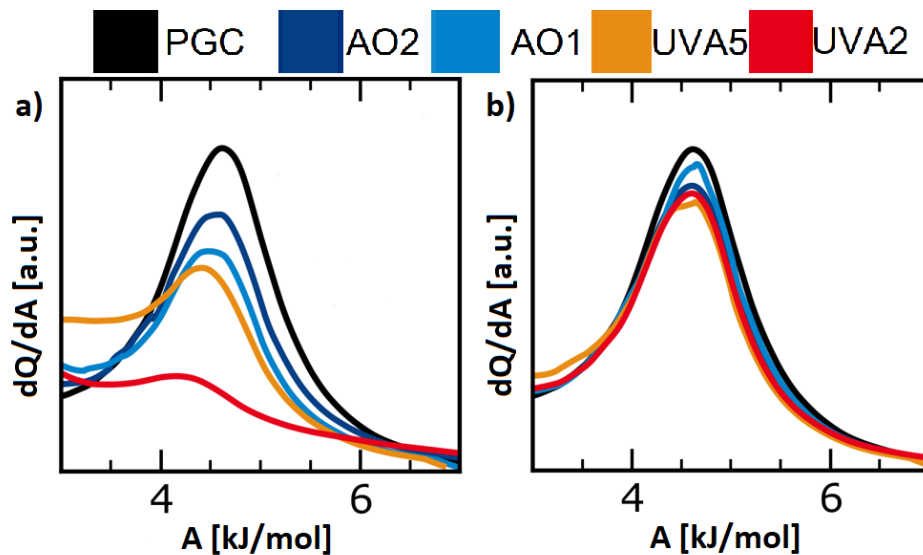 PGC AO2 AO1 UVA5 UVA2
a) b)
dQ/dA [a.u.] dQ/dA [a.u.]
4 6 4 6
A [kJ/mol] A [kJ/mol]